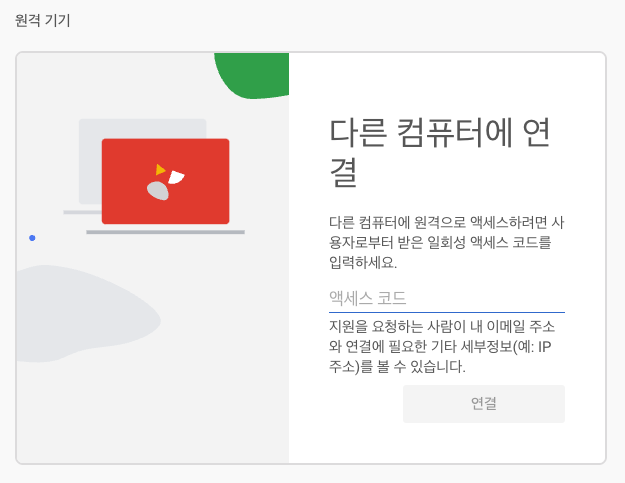 원격 기기
다른 컴퓨터에 연
결
다른 컴퓨터에 원격으로 액세스하려면 사
용자로부터 받은 일회성 액세스 코드를
입력하세요.
액세스 코드
지원을 요청하는 사람이 내 이메일 주소
와 연결에 필요한 기타 세부정보(예: IP
주소)를 볼 수 있습니다.
연결